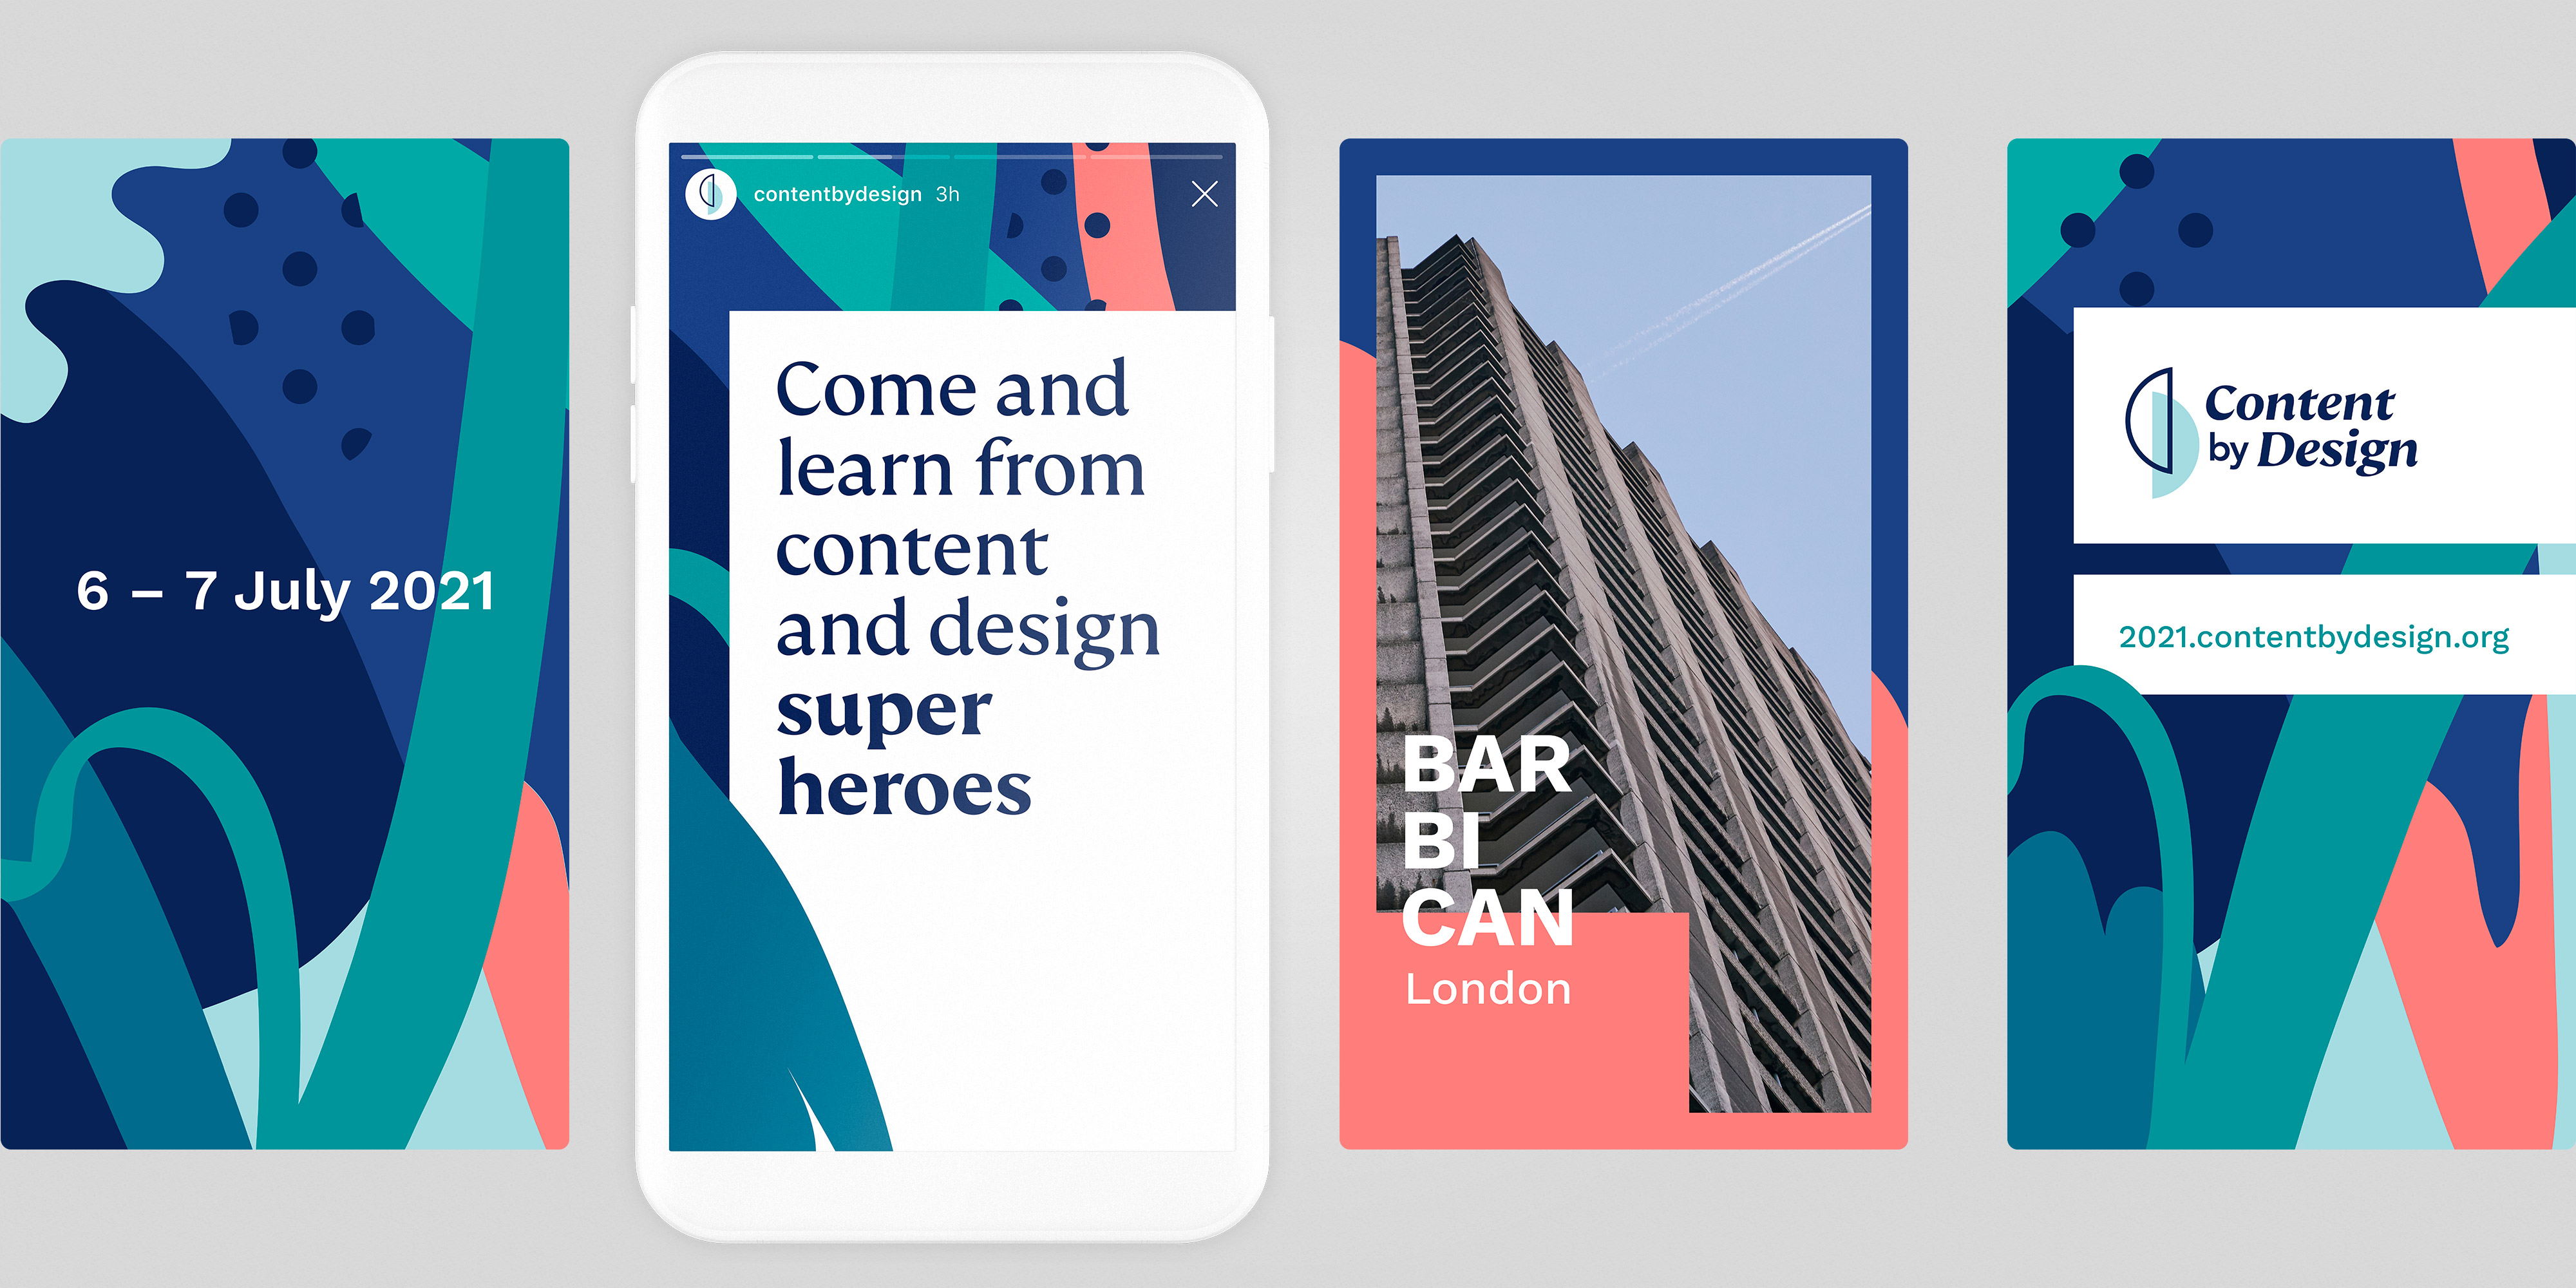 6 – 7 July 2021
contentbydesign 3h
Come and
learn from
content
and design
super
heroes
BAR
BI
CAN
London
Content
by Design
2021.contentbydesign.org